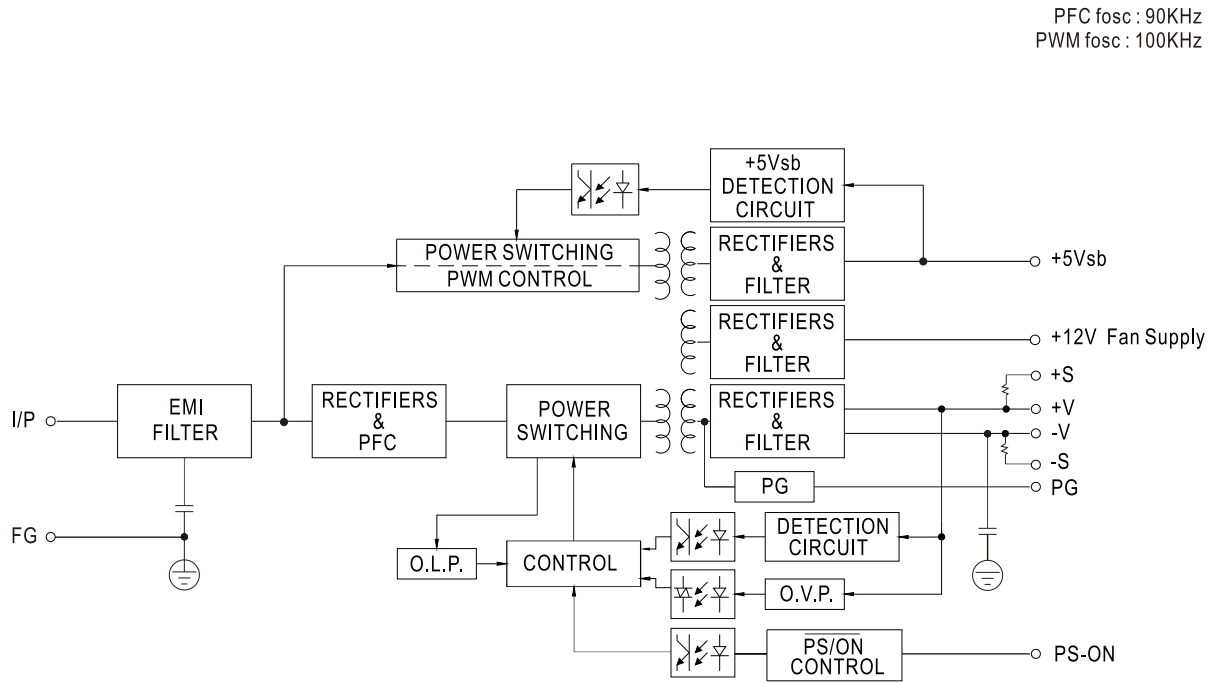 PFC fosc : 90KHz
PWM fosc : 100KHz
+5Vsb
DETECTION
CIRCUIT
POWER SWITCHING
PWM CONTROL
RECTIFIERS
&
FILTER
+5Vsb
RECTIFIERS
&
FILTER
+12V Fan Supply
I/P
EMI
FILTER
RECTIFIERS
&
PFC
POWER
SWITCHING
RECTIFIERS
&
FILTER
+S
+V
-V
-S
PG
PG
FG
O.L.P.
CONTROL
DETECTION
CIRCUIT
O.V.P.
PS/ON
CONTROL
PS-ON